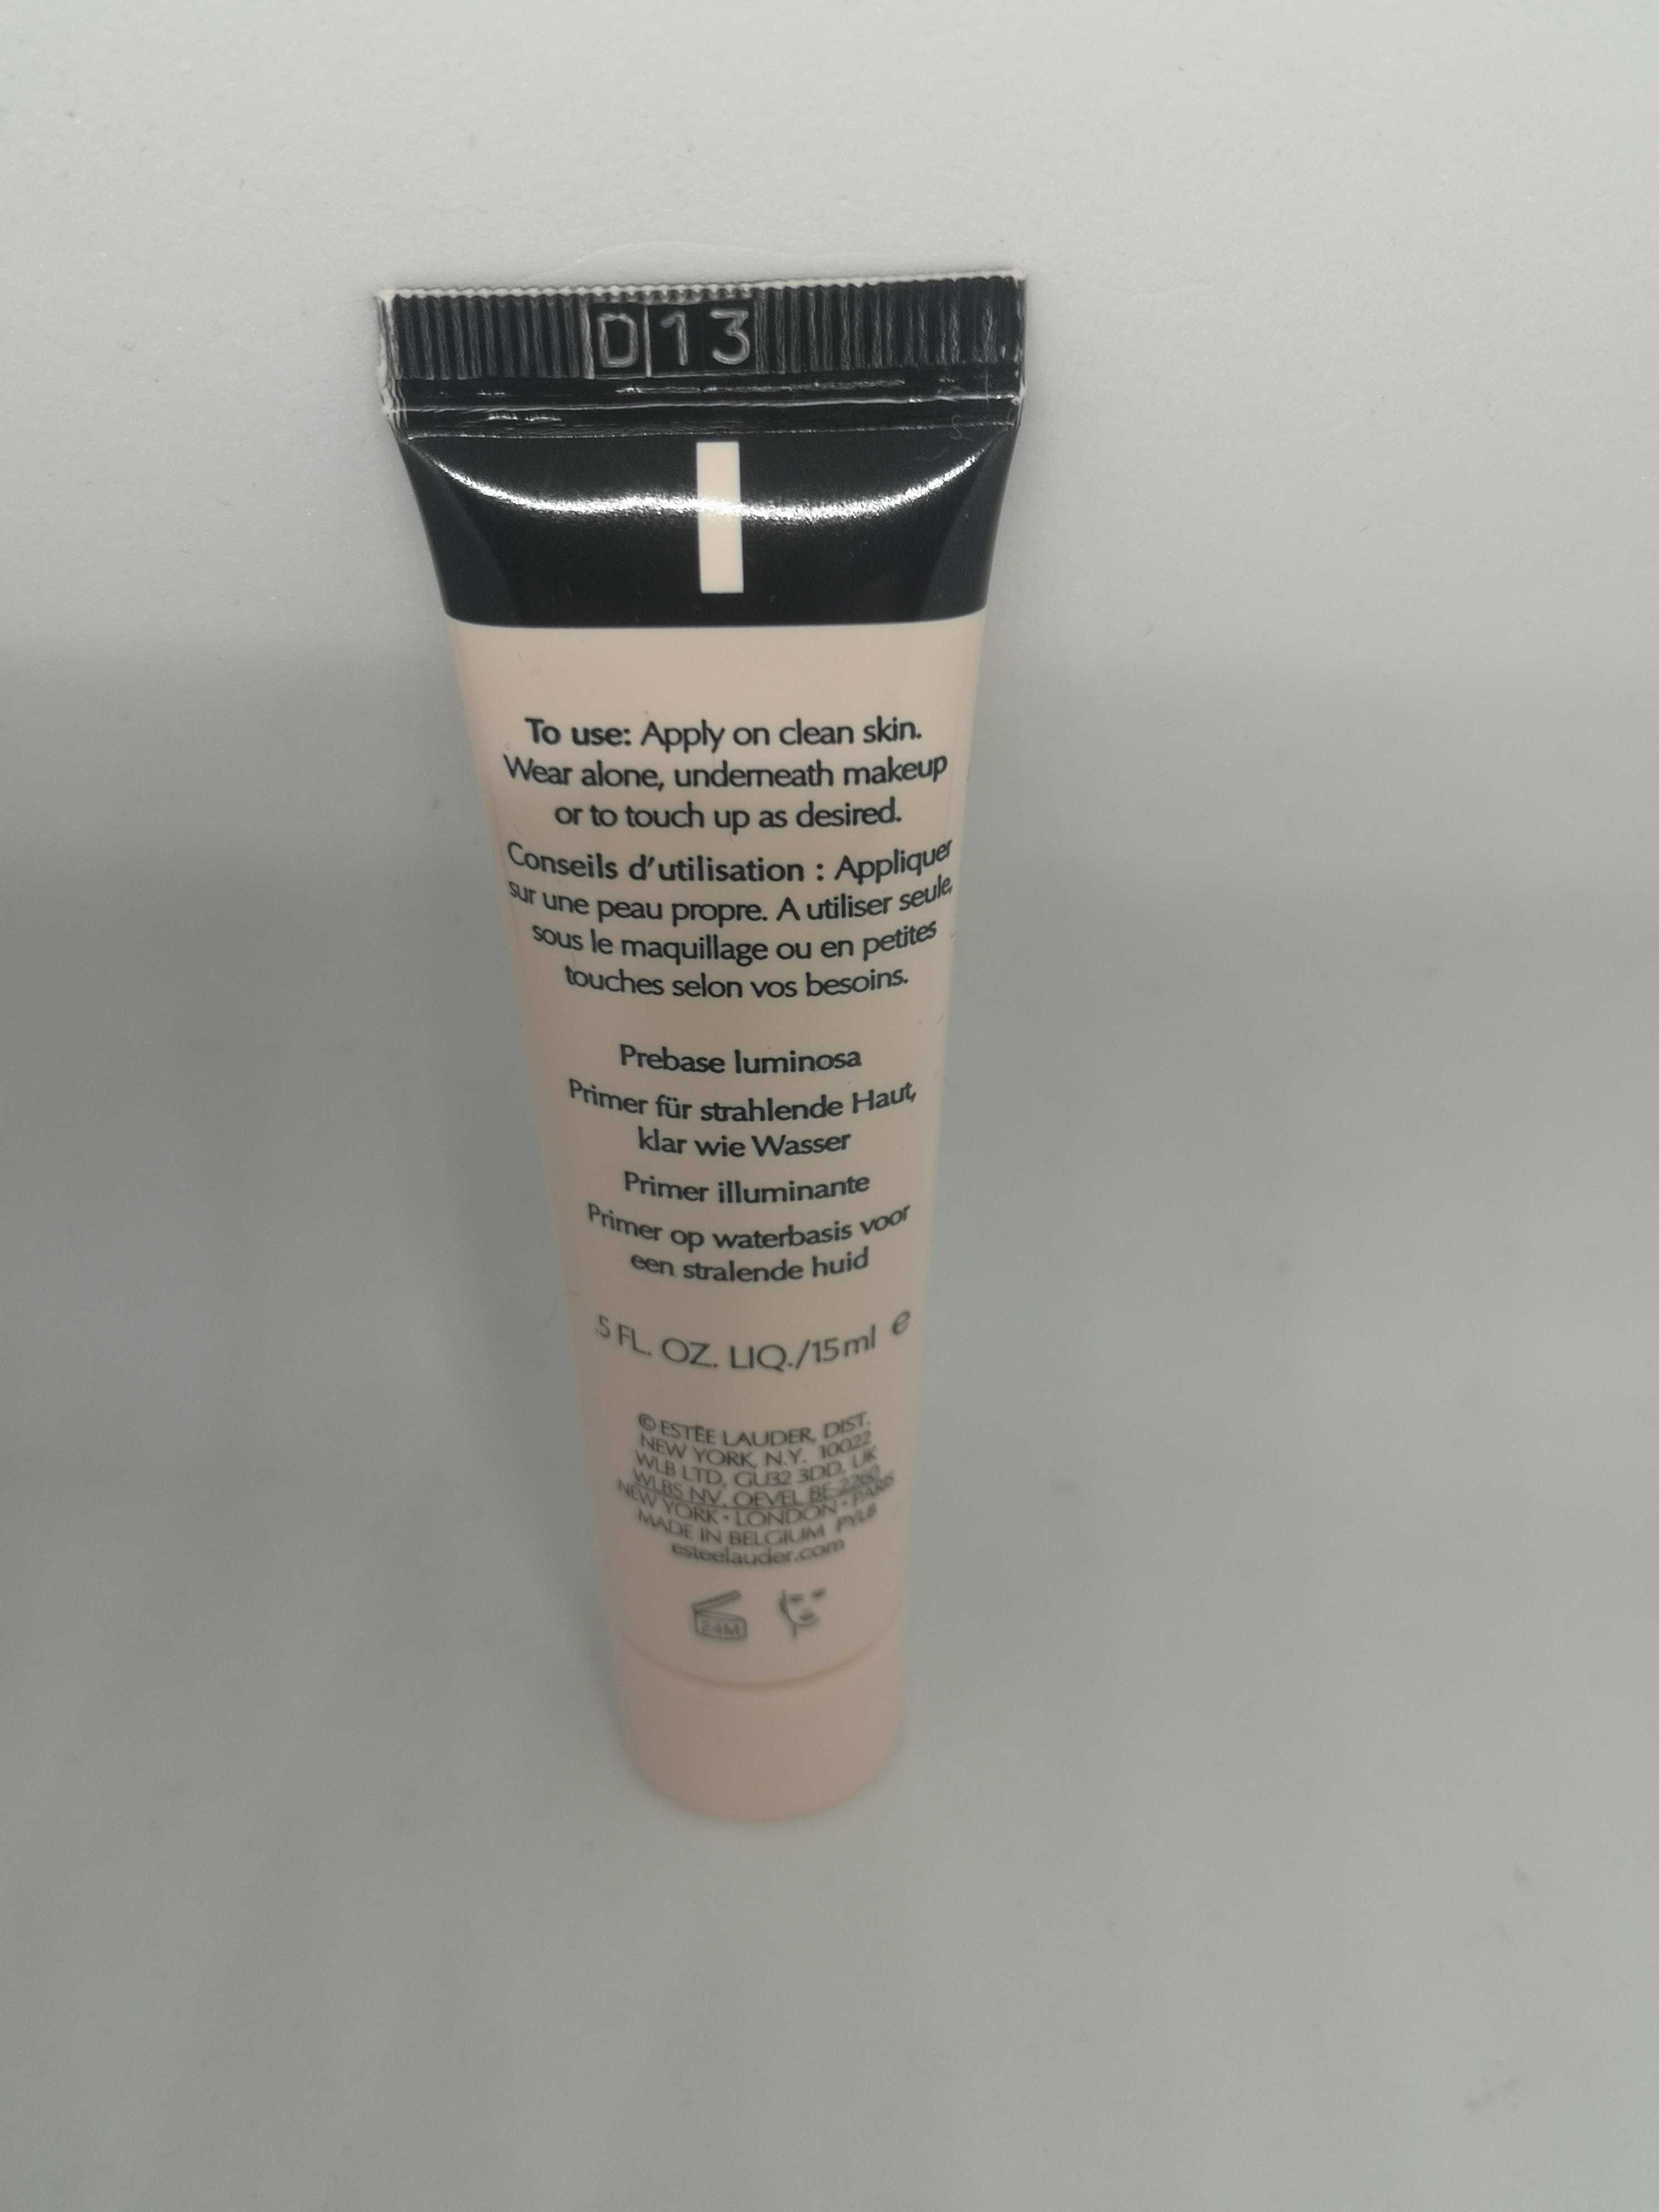 D13
To use: Apply on clean skin.
Wear alone, underneath makeup
or to touch up as desired.
Conseils d'utilisation : Appliquer
sur une peau propre. A utiliser seule,
sous le maquillage ou en petites
touches selon vos besoins.
Prebase luminosa
Primer für strahlende Haut,
klar wie Wasser
Primer illuminante
Primer op waterbasis voor
een stralende huid
.5 FL. OZ. LIQ./15 ml e
© ESTĒE LAUDER, DIST.
NEW YORK, N.Y. 10022
WLB LTD, GU32 3DD, UK
WLBS NV, OEVEL BE-2260
NEW YORK · LONDON · PARIS
MADE IN BELGIUM PYLB
esteelauder.com
24M